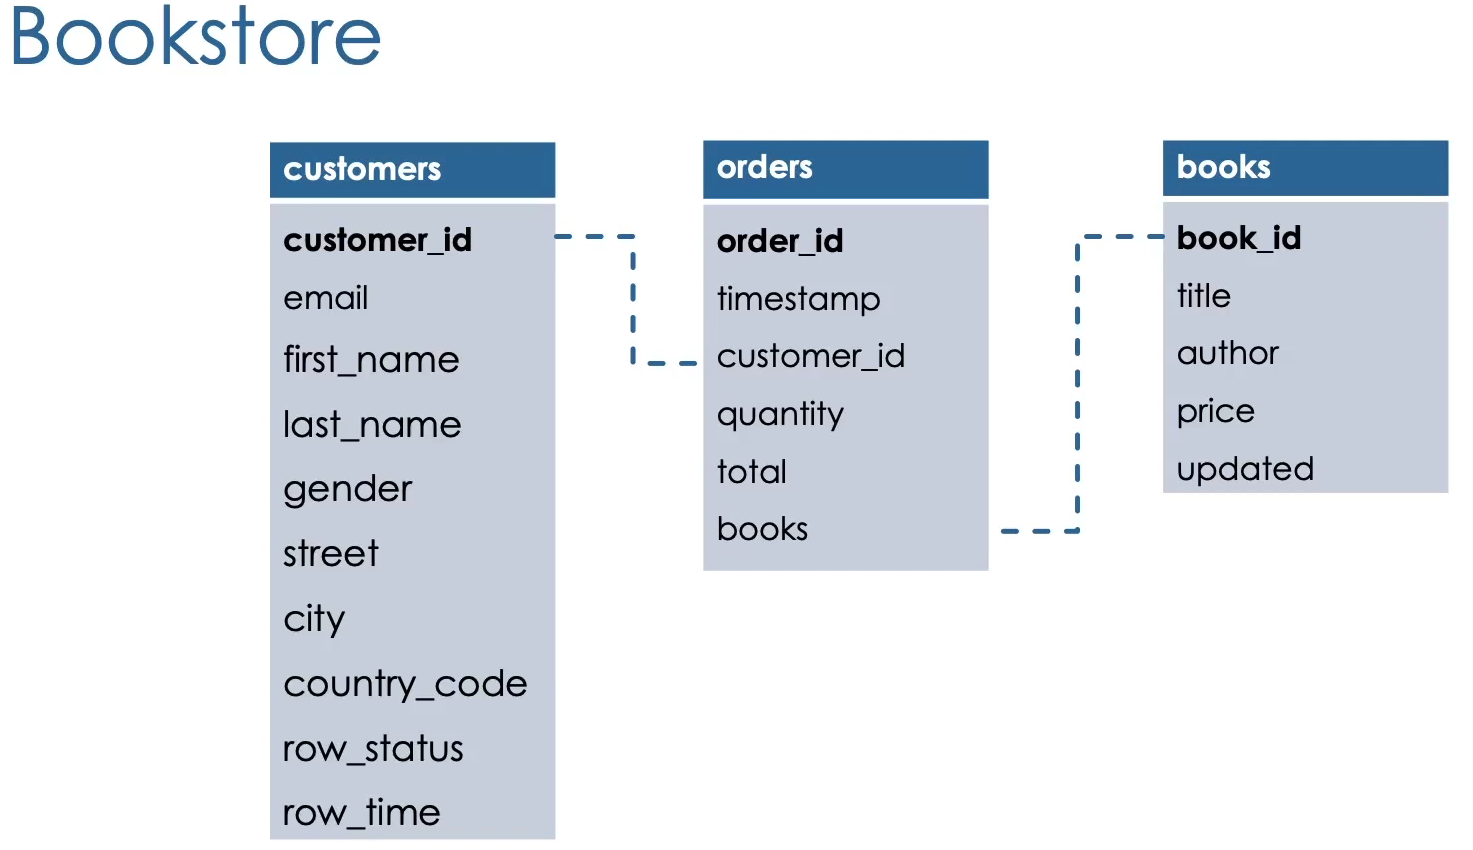 Bookstore
customers
customer_id
email
first_name
last_name
gender
street
city
country_code
row_status
row_time
orders
order_id
timestamp
customer_id
quantity
total
books
books
book_id
title
author
price
updated